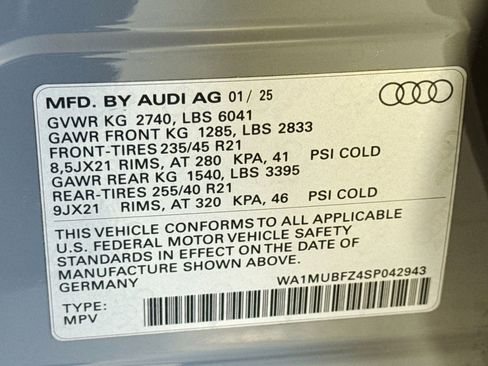 MFD. BY AUDI AG 01/25
GVWR KG 2740, LBS 6041
GAWR FRONT KG 1285, LBS 2833
FRONT-TIRES 235/45 R21
8,5JX21 RIMS, AT 280 KPA, 41 PSI COLD
GAWR REAR KG 1540, LBS 3395
REAR-TIRES 255/40 R21
9JX21 RIMS, AT 320 KPA, 46 PSI COLD
THIS VEHICLE CONFORMS TO ALL APPLICABLE
U.S. FEDERAL MOTOR VEHICLE SAFETY
STANDARDS IN EFFECT ON THE DATE OF
MANUFACTURE SHOWN ABOVE.
GERMANY WA1MUBFZ4SP042943
TYPE:
MPV